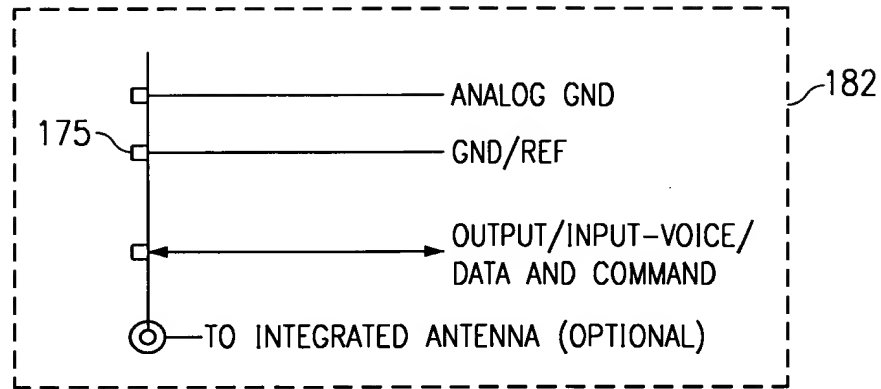 ANALOG GND
182
175
GND/REF
OUTPUT/INPUT-VOICE/
DATA AND COMMAND
TO INTEGRATED ANTENNA (OPTIONAL)